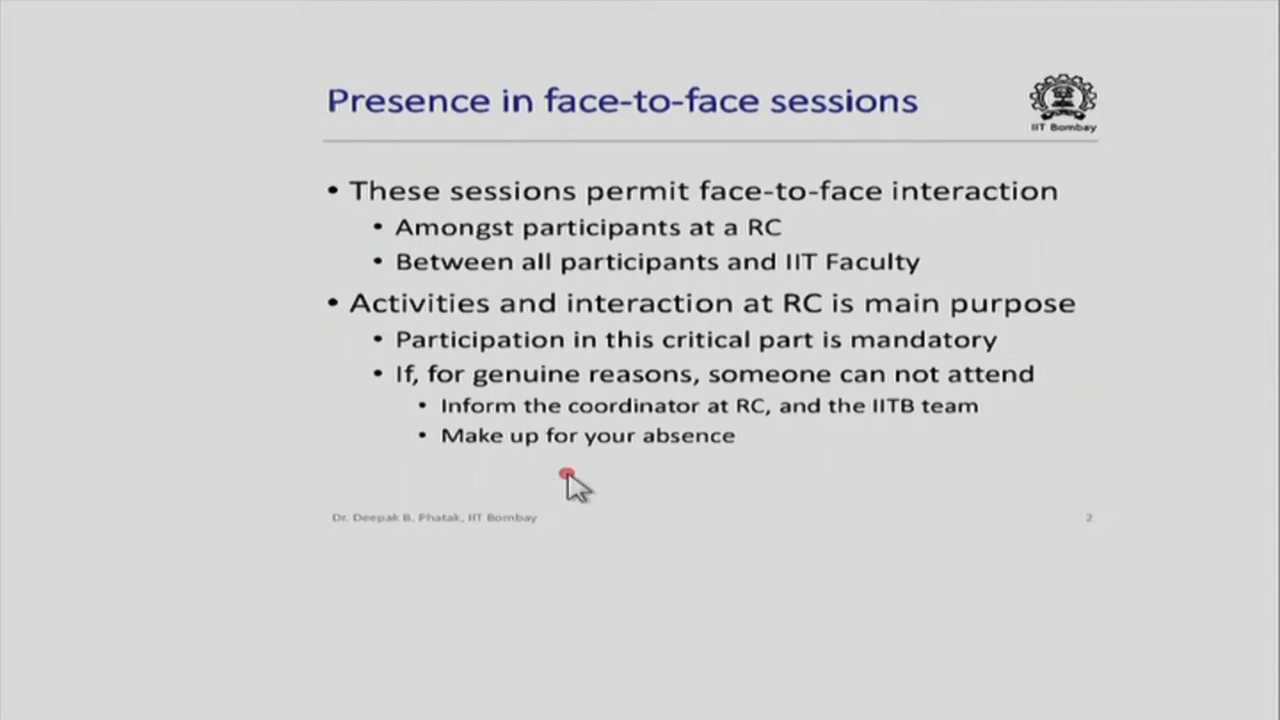 Presence in face-to-face sessions
IIT Bombay
• These sessions permit face-to-face interaction
• Amongst participants at a RC
• Between all participants and IIT Faculty
• Activities and interaction at RC is main purpose
• Participation in this critical part is mandatory
• If, for genuine reasons, someone can not attend
• Inform the coordinator at RC, and the IITB team
• Make up for your absence
Dr. Deepak B. Phatak, IIT Bombay
2